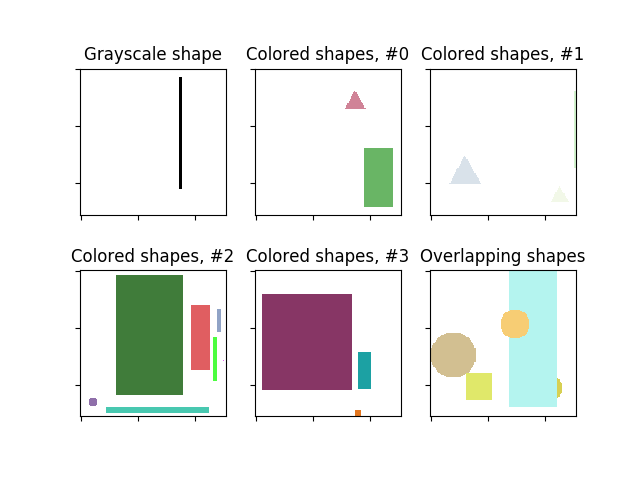 Grayscale shape
Colored shapes, #0
Colored shapes, #1
Colored shapes, #2
Colored shapes, #3
Overlapping shapes